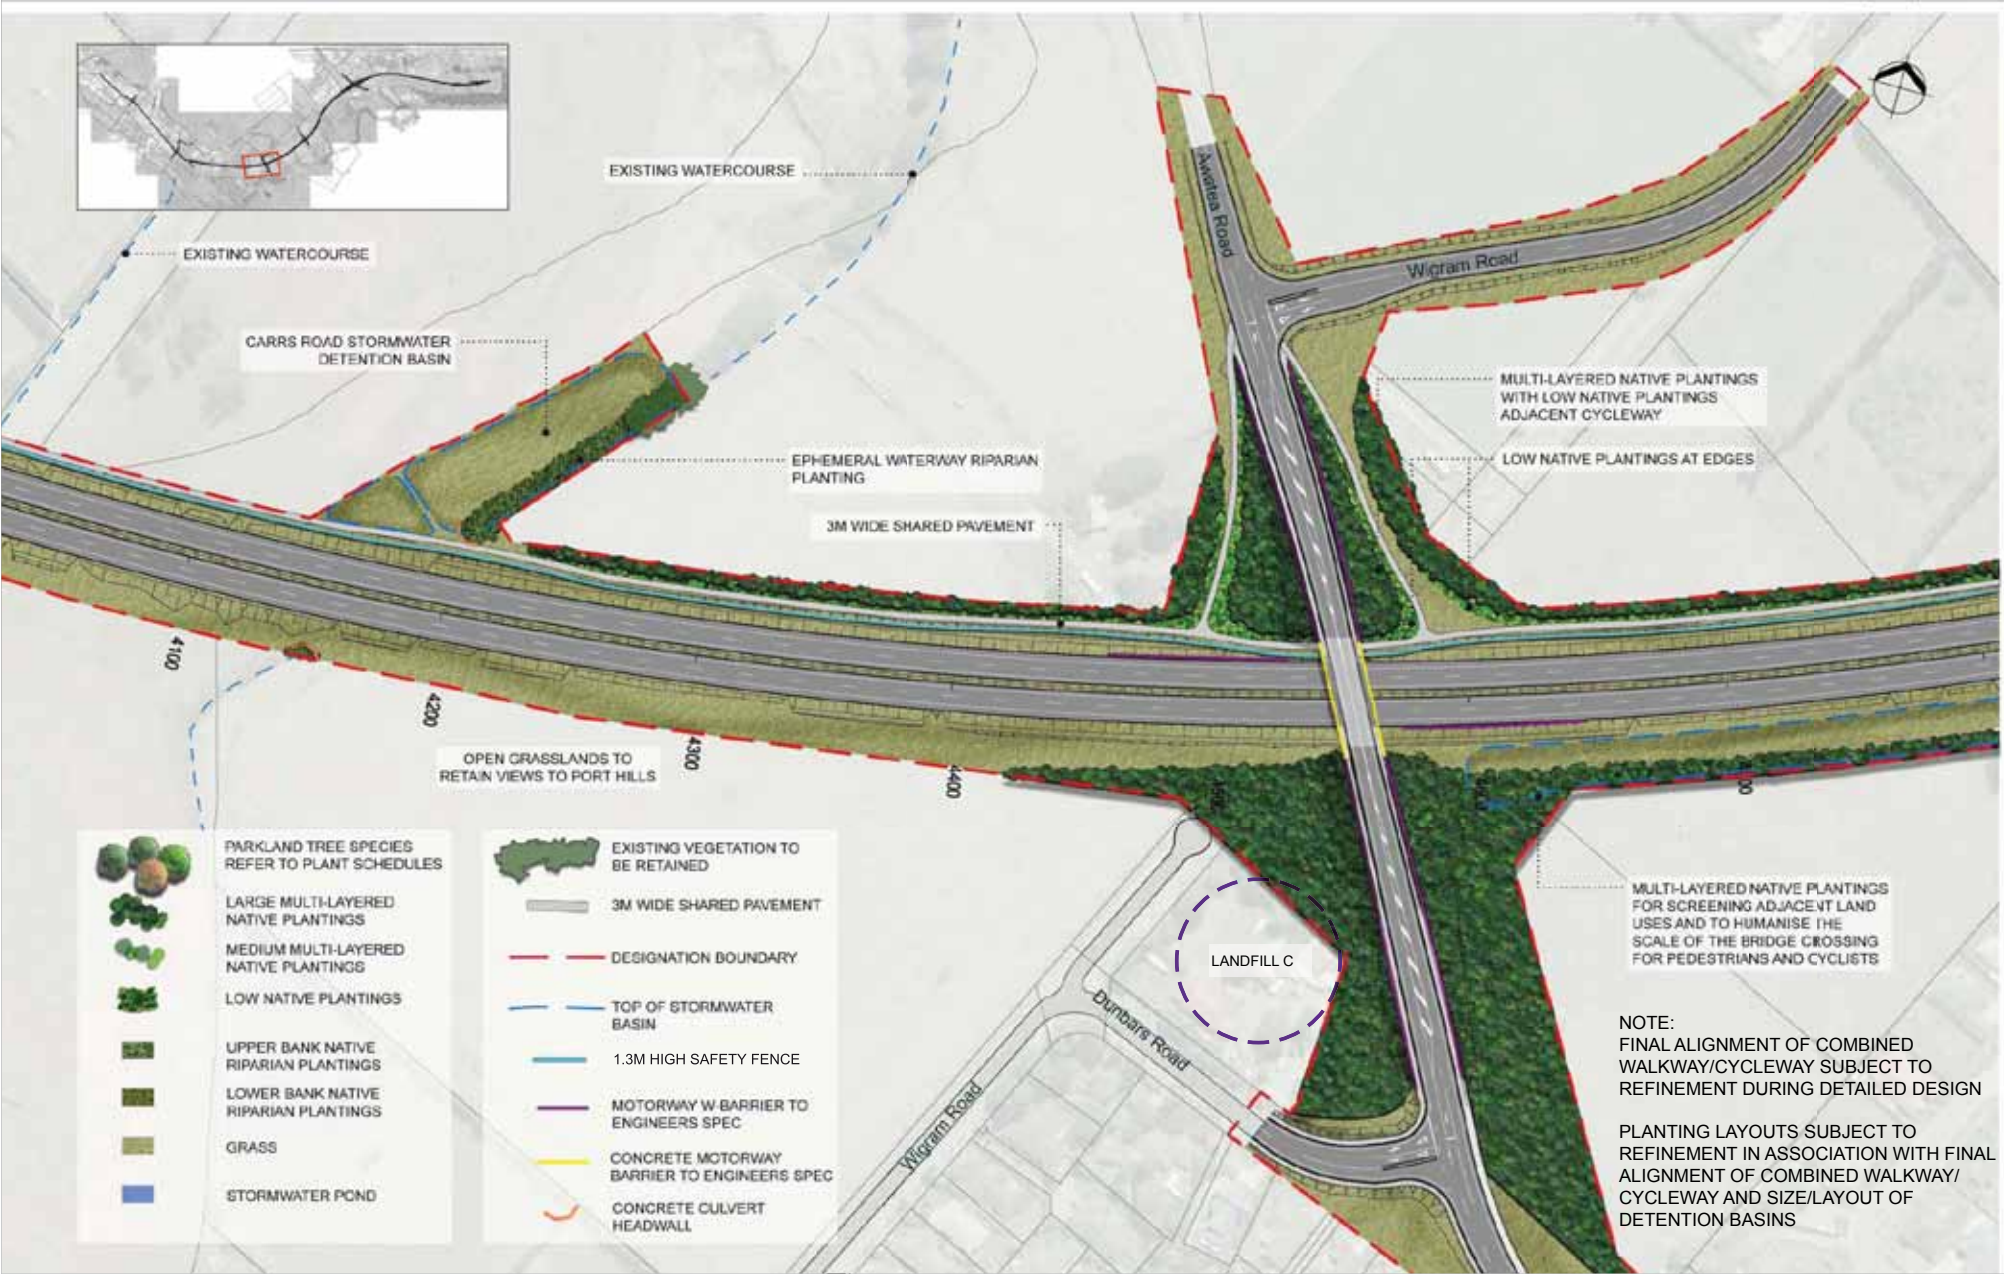 EXISTING WATERCOURSE
EXISTING WATERCOURSE
CARRS ROAD STORMWATER
DETENTION BASIN
EPHEMERAL WATERWAY RIPARIAN
PLANTING
3M WIDE SHARED PAVEMENT
Awatea Road
Wigram Road
MULTI-LAYERED NATIVE PLANTINGS
WITH LOW NATIVE PLANTINGS
ADJACENT CYCLEWAY
LOW NATIVE PLANTINGS AT EDGES
4100
4200
4300
4400
OPEN GRASSLANDS TO
RETAIN VIEWS TO PORT HILLS
PARKLAND TREE SPECIES
REFER TO PLANT SCHEDULES
LARGE MULTI-LAYERED
NATIVE PLANTINGS
MEDIUM MULTI-LAYERED
NATIVE PLANTINGS
LOW NATIVE PLANTINGS
UPPER BANK NATIVE
RIPARIAN PLANTINGS
LOWER BANK NATIVE
RIPARIAN PLANTINGS
GRASS
STORMWATER POND
EXISTING VEGETATION TO
BE RETAINED
3M WIDE SHARED PAVEMENT
DESIGNATION BOUNDARY
TOP OF STORMWATER
BASIN
1.3M HIGH SAFETY FENCE
MOTORWAY W-BARRIER TO
ENGINEERS SPEC
CONCRETE MOTORWAY
BARRIER TO ENGINEERS SPEC
CONCRETE CULVERT
HEADWALL
LANDFILL C
Dunbars Road
Wigram Road
MULTI-LAYERED NATIVE PLANTINGS
FOR SCREENING ADJACENT LAND
USES AND TO HUMANISE THE
SCALE OF THE BRIDGE CROSSING
FOR PEDESTRIANS AND CYCLISTS
NOTE:
FINAL ALIGNMENT OF COMBINED
WALKWAY/CYCLEWAY SUBJECT TO
REFINEMENT DURING DETAILED DESIGN
PLANTING LAYOUTS SUBJECT TO
REFINEMENT IN ASSOCIATION WITH FINAL
ALIGNMENT OF COMBINED WALKWAY/
CYCLEWAY AND SIZE/LAYOUT OF
DETENTION BASINS